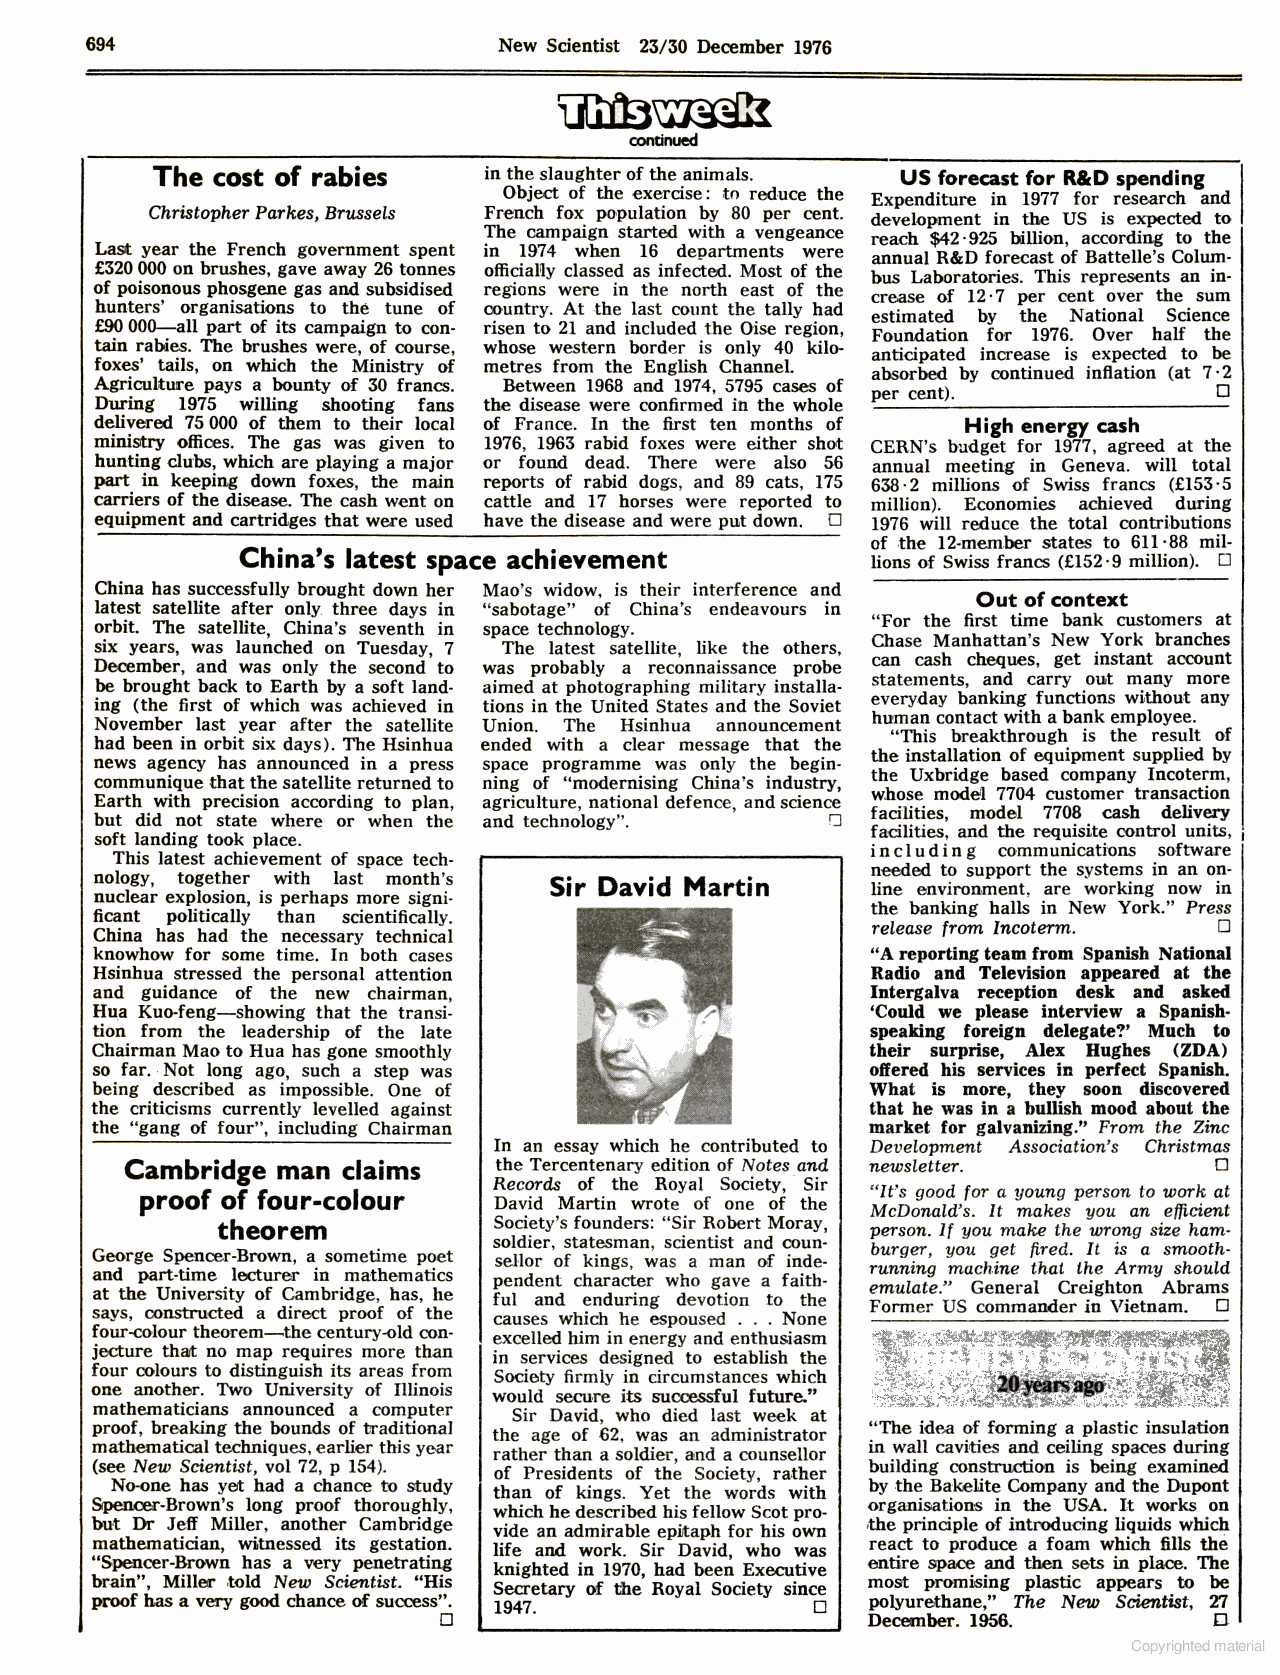 694
New Scientist 23/30 December 1976
This week
continued
The cost of rabies
Christopher Parkes, Brussels
Last year the French government spent
£320 000 on brushes, gave away 26 tonnes
of poisonous phosgene gas and subsidised
hunters' organisations to the tune of
£90 000—all part of its campaign to con-
tain rabies. The brushes were, of course,
foxes' tails, on which the Ministry of
Agriculture pays a bounty of 30 francs.
During 1975 willing shooting fans
delivered 75 000 of them to their local
ministry offices. The gas was given to
hunting clubs, which are playing a major
part in keeping down foxes, the main
carriers of the disease. The cash went on
equipment and cartridges that were used
in the slaughter of the animals.
Object of the exercise: to reduce the
French fox population by 80 per cent.
The campaign started with a vengeance
in 1974 when 16 departments were
officially classed as infected. Most of the
regions were in the north east of the
country. At the last count the tally had
risen to 21 and included the Oise region,
whose western border is only 40 kilo-
metres from the English Channel.
Between 1968 and 1974, 5795 cases of
the disease were confirmed in the whole
of France. In the first ten months of
1976, 1963 rabid foxes were either shot
or found dead. There were also 56
reports of rabid dogs, and 89 cats, 175
cattle and 17 horses were reported to
have the disease and were put down. □
China's latest space achievement
China has successfully brought down her
latest satellite after only three days in
orbit. The satellite, China's seventh in
six years, was launched on Tuesday, 7
December, and was only the second to
be brought back to Earth by a soft land-
ing (the first of which was achieved in
November last year after the satellite
had been in orbit six days). The Hsinhua
news agency has announced in a press
communique that the satellite returned to
Earth with precision according to plan,
but did not state where or when the
soft landing took place.
This latest achievement of space tech-
nology, together with last month's
nuclear explosion, is perhaps more signi-
ficant politically than scientifically.
China has had the necessary technical
knowhow for some time. In both cases
Hsinhua stressed the personal attention
and guidance of the new chairman,
Hua Kuo-feng—showing that the transi-
tion from the leadership of the late
Chairman Mao to Hua has gone smoothly
so far. Not long ago, such a step was
being described as impossible. One of
the criticisms currently levelled against
the "gang of four", including Chairman
Mao's widow, is their interference and
"sabotage" of China's endeavours in
space technology.
The latest satellite, like the others,
was probably a reconnaissance probe
aimed at photographing military installa-
tions in the United States and the Soviet
Union. The Hsinhua announcement
ended with a clear message that the
space programme was only the begin-
ning of "modernising China's industry,
agriculture, national defence, and science
and technology". □
Cambridge man claims
proof of four-colour
theorem
George Spencer-Brown, a sometime poet
and part-time lecturer in mathematics
at the University of Cambridge, has, he
says, constructed a direct proof of the
four-colour theorem—the century-old con-
jecture that no map requires more than
four colours to distinguish its areas from
one another. Two University of Illinois
mathematicians announced a computer
proof, breaking the bounds of traditional
mathematical techniques, earlier this year
(see New Scientist, vol 72, p 154).
No-one has yet had a chance to study
Spencer-Brown's long proof thoroughly,
but Dr Jeff Miller, another Cambridge
mathematician, witnessed its gestation.
"Spencer-Brown has a very penetrating
brain", Miller told New Scientist. "His
proof has a very good chance of success".
□
Sir David Martin
In an essay which he contributed to
the Tercentenary edition of Notes and
Records of the Royal Society, Sir
David Martin wrote of one of the
Society's founders: "Sir Robert Moray,
soldier, statesman, scientist and coun-
sellor of kings, was a man of inde-
pendent character who gave a faith-
ful and enduring devotion to the
causes which he espoused . . . None
excelled him in energy and enthusiasm
in services designed to establish the
Society firmly in circumstances which
would secure its successful future."
Sir David, who died last week at
the age of 62, was an administrator
rather than a soldier, and a counsellor
of Presidents of the Society, rather
than of kings. Yet the words with
which he described his fellow Scot pro-
vide an admirable epitaph for his own
life and work. Sir David, who was
knighted in 1970, had been Executive
Secretary of the Royal Society since
1947. □
US forecast for R&D spending
Expenditure in 1977 for research and
development in the US is expected to
reach $42·925 billion, according to the
annual R&D forecast of Battelle's Colum-
bus Laboratories. This represents an in-
crease of 12·7 per cent over the sum
estimated by the National Science
Foundation for 1976. Over half the
anticipated increase is expected to be
absorbed by continued inflation (at 7·2
per cent). □
High energy cash
CERN's budget for 1977, agreed at the
annual meeting in Geneva. will total
638·2 millions of Swiss francs (£153·5
million). Economies achieved during
1976 will reduce the total contributions
of the 12-member states to 611·88 mil-
lions of Swiss francs (£152·9 million). □
Out of context
"For the first time bank customers at
Chase Manhattan's New York branches
can cash cheques, get instant account
statements, and carry out many more
everyday banking functions without any
human contact with a bank employee.
"This breakthrough is the result of
the installation of equipment supplied by
the Uxbridge based company Incoterm,
whose model 7704 customer transaction
facilities, model 7708 cash delivery
facilities, and the requisite control units,
including communications software
needed to support the systems in an on-
line environment, are working now in
the banking halls in New York." Press
release from Incoterm. □
"A reporting team from Spanish National
Radio and Television appeared at the
Intergalva reception desk and asked
'Could we please interview a Spanish-
speaking foreign delegate?' Much to
their surprise, Alex Hughes (ZDA)
offered his services in perfect Spanish.
What is more, they soon discovered
that he was in a bullish mood about the
market for galvanizing." From the Zinc
Development Association's Christmas
newsletter. □
"It's good for a young person to work at
McDonald's. It makes you an efficient
person. If you make the wrong size ham-
burger, you get fired. It is a smooth-
running machine that the Army should
emulate." General Creighton Abrams
Former US commander in Vietnam. □
20 years ago
"The idea of forming a plastic insulation
in wall cavities and ceiling spaces during
building construction is being examined
by the Bakelite Company and the Dupont
organisations in the USA. It works on
the principle of introducing liquids which
react to produce a foam which fills the
entire space and then sets in place. The
most promising plastic appears to be
polyurethane," The New Scientist, 27
December. 1956. □
Copyrighted material